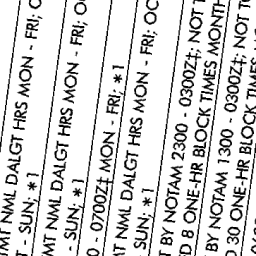 MT NML DALGT HRS MON - FRI; O
T - SUN; *1
MT NML DALGT HRS MON - FRI; O
- SUN; *1
0 - 0700Z‡ MON - FRI; *1
MT NML DALGT HRS MON - FRI; OC
- SUN; *1
T BY NOTAM 2300 - 0300Z‡; NOT T
D 8 ONE-HR BLOCK TIMES MONTH
BY NOTAM 1300 - 0300Z‡; NOT TO
D 30 ONE-HR BLOCK TIMES